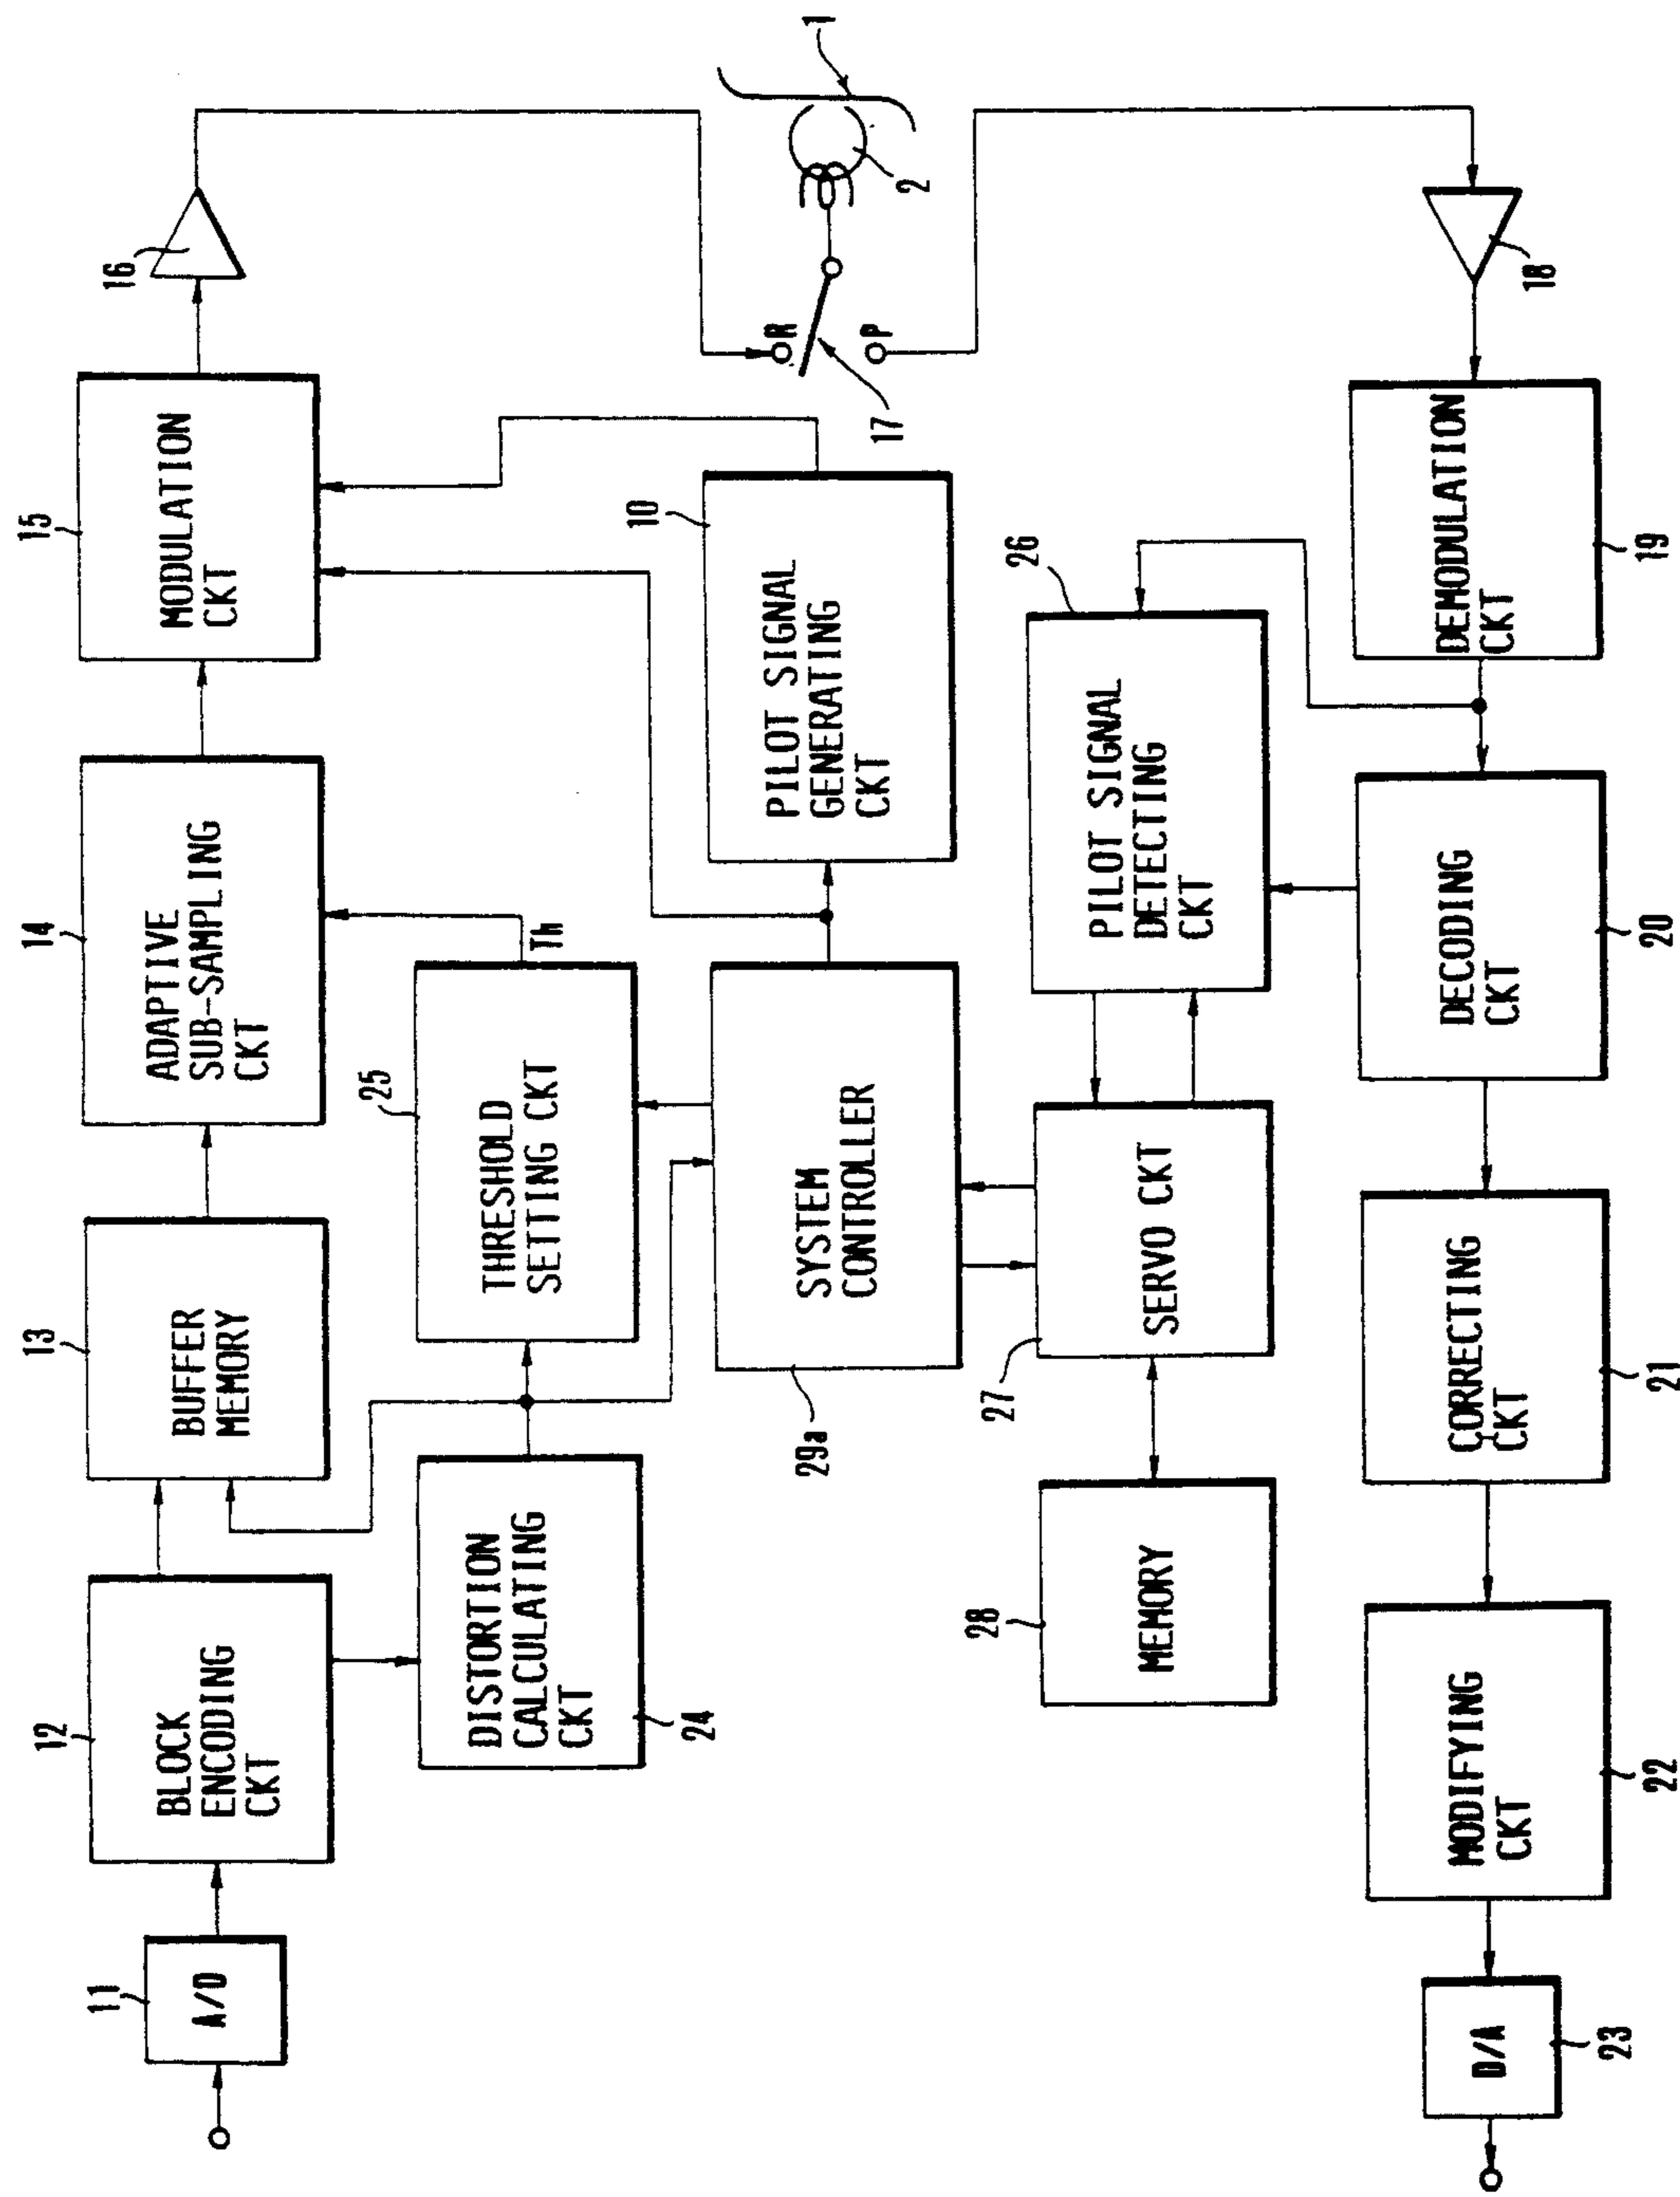 11
A/D
12
BLOCK
ENCODING
CKT
13
BUFFER
MEMORY
14
ADAPTIVE
SUB-SAMPLING
CKT
15
MODULATION
CKT
16
24
DISTORTION
CALCULATING
CKT
25
THRESHOLD
SETTING CKT
Th
29a
SYSTEM
CONTROLLER
10
PILOT SIGNAL
GENERATING
CKT
R
P
17
2
1
28
MEMORY
27
SERVO CKT
26
PILOT SIGNAL
DETECTING
CKT
D/A
23
MODIFYING
CKT
22
CORRECTING
CKT
21
DECODING
CKT
20
DEMODULATION
CKT
19
18